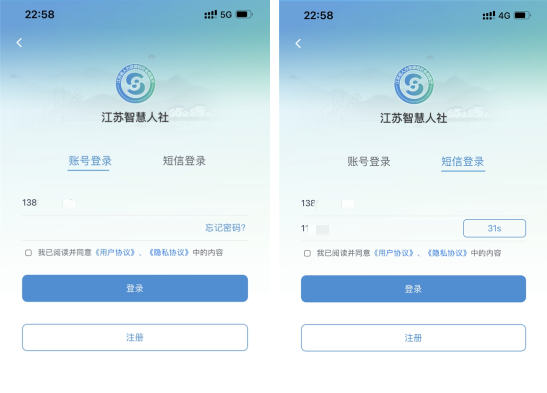 22:58
5G
江苏智慧人社
账号登录
短信登录
138
忘记密码?
我已阅读并同意《用户协议》、《隐私协议》中的内容
登录
注册
22:58
4G
江苏智慧人社
账号登录
短信登录
138
31s
我已阅读并同意《用户协议》、《隐私协议》中的内容
登录
注册